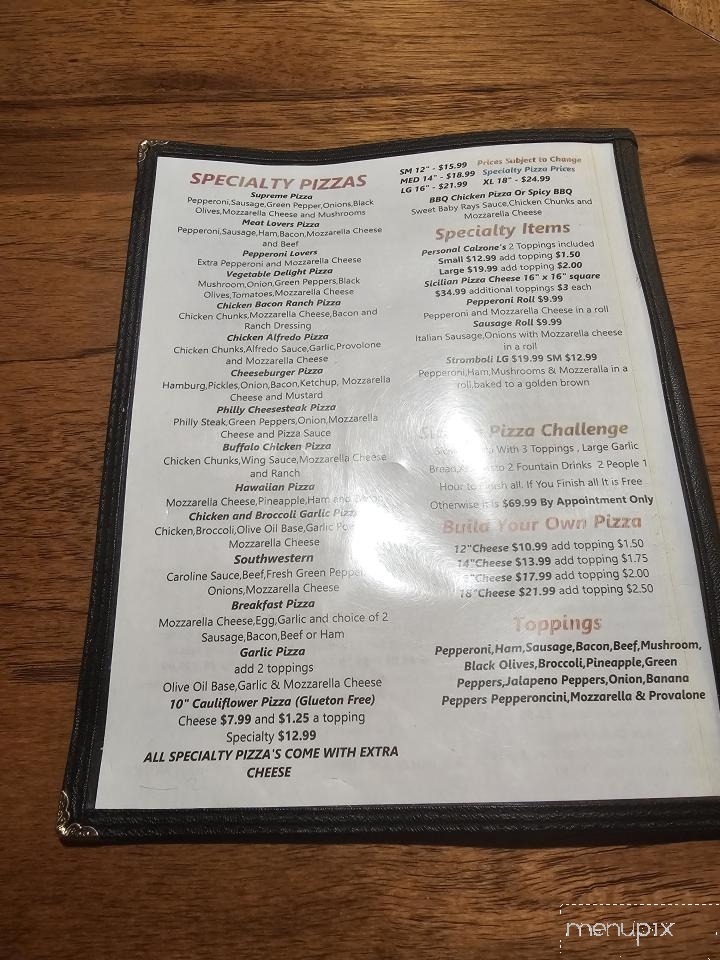 SPECIALTY PIZZAS
Supreme Pizza
Pepperoni,Sausage,Green Pepper,Onions,Black
Olives,Mozzarella Cheese and Mushrooms
Meat Lovers Pizza
Pepperoni,Sausage,Ham,Bacon,Mozzarella Cheese
and Beef
Pepperoni Lovers
Extra Pepperoni and Mozzarella Cheese
Vegetable Delight Pizza
Mushroom,Onion,Green Peppers,Black
Olives,Tomatoes,Mozzarella Cheese
Chicken Bacon Ranch Pizza
Chicken Chunks,Mozzarella Cheese,Bacon and
Ranch Dressing
Chicken Alfredo Pizza
Chicken Chunks,Alfredo Sauce,Garlic,Provolone
and Mozzarella Cheese
Cheeseburger Pizza
Hamburg,Pickles,Onion,Bacon,Ketchup, Mozzarella
Cheese and Mustard
Philly Cheesesteak Pizza
Philly Steak,Green Peppers,Onion,Mozzarella
Cheese and Pizza Sauce
Buffalo Chicken Pizza
Chicken Chunks,Wing Sauce,Mozzarella Cheese
and Ranch
Hawaiian Pizza
Mozzarella Cheese,Pineapple,Ham and
Chicken and Broccoli Garlic Pizza
Chicken,Broccoli,Olive Oil Base,Garlic
Mozzarella Cheese
Southwestern
Caroline Sauce,Beef,Fresh Green
Onions,Mozzarella Cheese
Breakfast Pizza
Mozzarella Cheese,Egg,Garlic and choice of 2
Sausage,Bacon,Beef or Ham
Garlic Pizza
add 2 toppings
Olive Oil Base,Garlic & Mozzarella Cheese
10" Cauliflower Pizza (Glueton Free)
Cheese $7.99 and $1.25 a topping
Specialty $12.99
ALL SPECIALTY PIZZA'S COME WITH EXTRA
CHEESE
SM 12" - $15.99 Prices Subject to Change
MED 14" - $18.99 Specialty Pizza Prices
LG 16" - $21.99 XL 18" - $24.99
BBQ Chicken Pizza Or Spicy BBQ
Sweet Baby Rays Sauce,Chicken Chunks and
Mozzarella Cheese
Specialty Items
Personal Calzone's 2 Toppings included
Small $12.99 add topping $1.50
Large $19.99 add topping $2.00
Sicilian Pizza Cheese 16" x 16" square
$34.99 additional toppings $3 each
Pepperoni Roll $9.99
Pepperoni and Mozzarella Cheese in a roll
Sausage Roll $9.99
Italian Sausage,Onions with Mozzarella cheese
in a roll
Stromboli LG $19.99 SM $12.99
Pepperoni,Ham,Mushrooms & Mozzeralla in a
roll,baked to a golden brown
Pizza Challenge
With 3 Toppings , Large Garlic
2 Fountain Drinks 2 People 1
Hour to Finish all. If You Finish all It is Free
Otherwise it is $69.99 By Appointment Only
Build Your Own Pizza
12"Cheese $10.99 add topping $1.50
14"Cheese $13.99 add topping $1.75
Cheese $17.99 add topping $2.00
18"Cheese $21.99 add topping $2.50
Toppings
Pepperoni,Ham,Sausage,Bacon,Beef,Mushroom,
Black Olives,Broccoli,Pineapple,Green
Peppers,Jalapeno Peppers,Onion,Banana
Peppers Pepperoncini,Mozzarella & Provalone
menupix